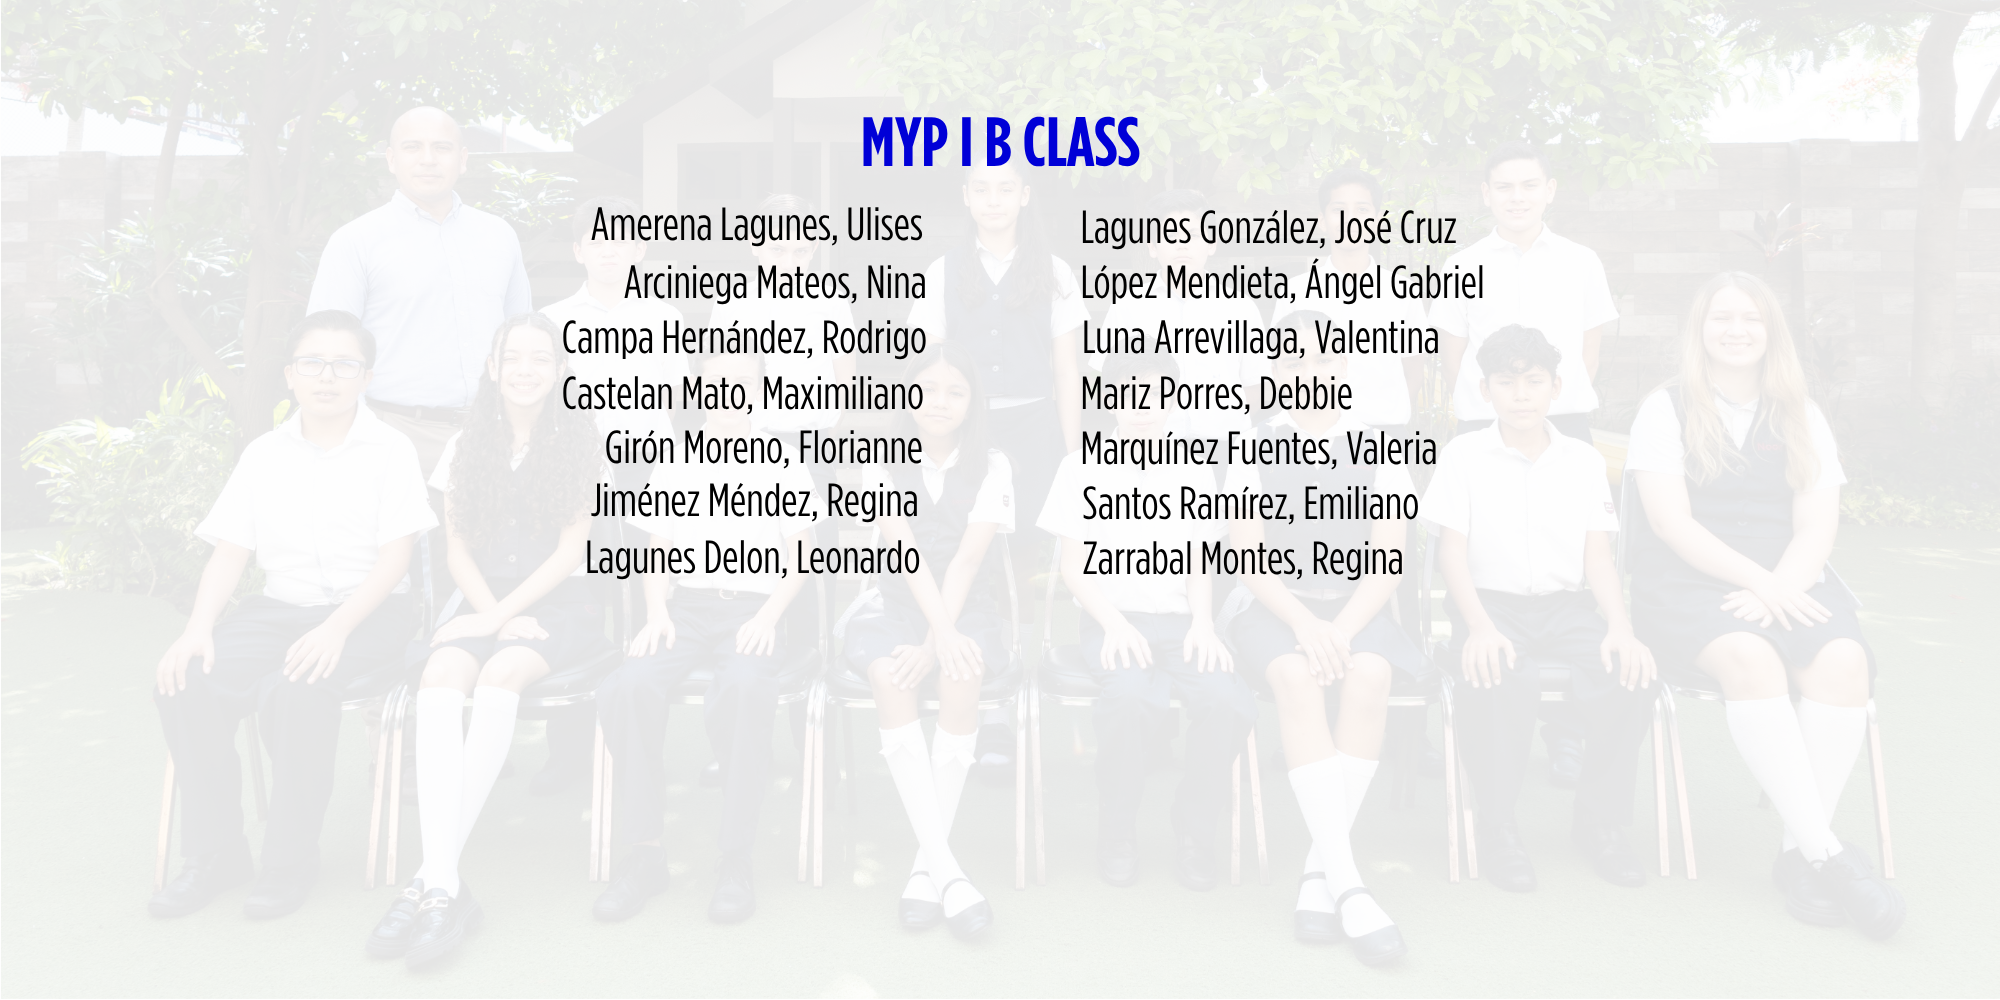 MYP I B CLASS
Amerena Lagunes, Ulises
Arciniega Mateos, Nina
Campa Hernández, Rodrigo
Castelan Mato, Maximiliano
Girón Moreno, Florianne
Jiménez Méndez, Regina
Lagunes Delon, Leonardo
Lagunes González, José Cruz
López Mendieta, Ángel Gabriel
Luna Arrevillaga, Valentina
Mariz Porres, Debbie
Marquínez Fuentes, Valeria
Santos Ramírez, Emiliano
Zarrabal Montes, Regina